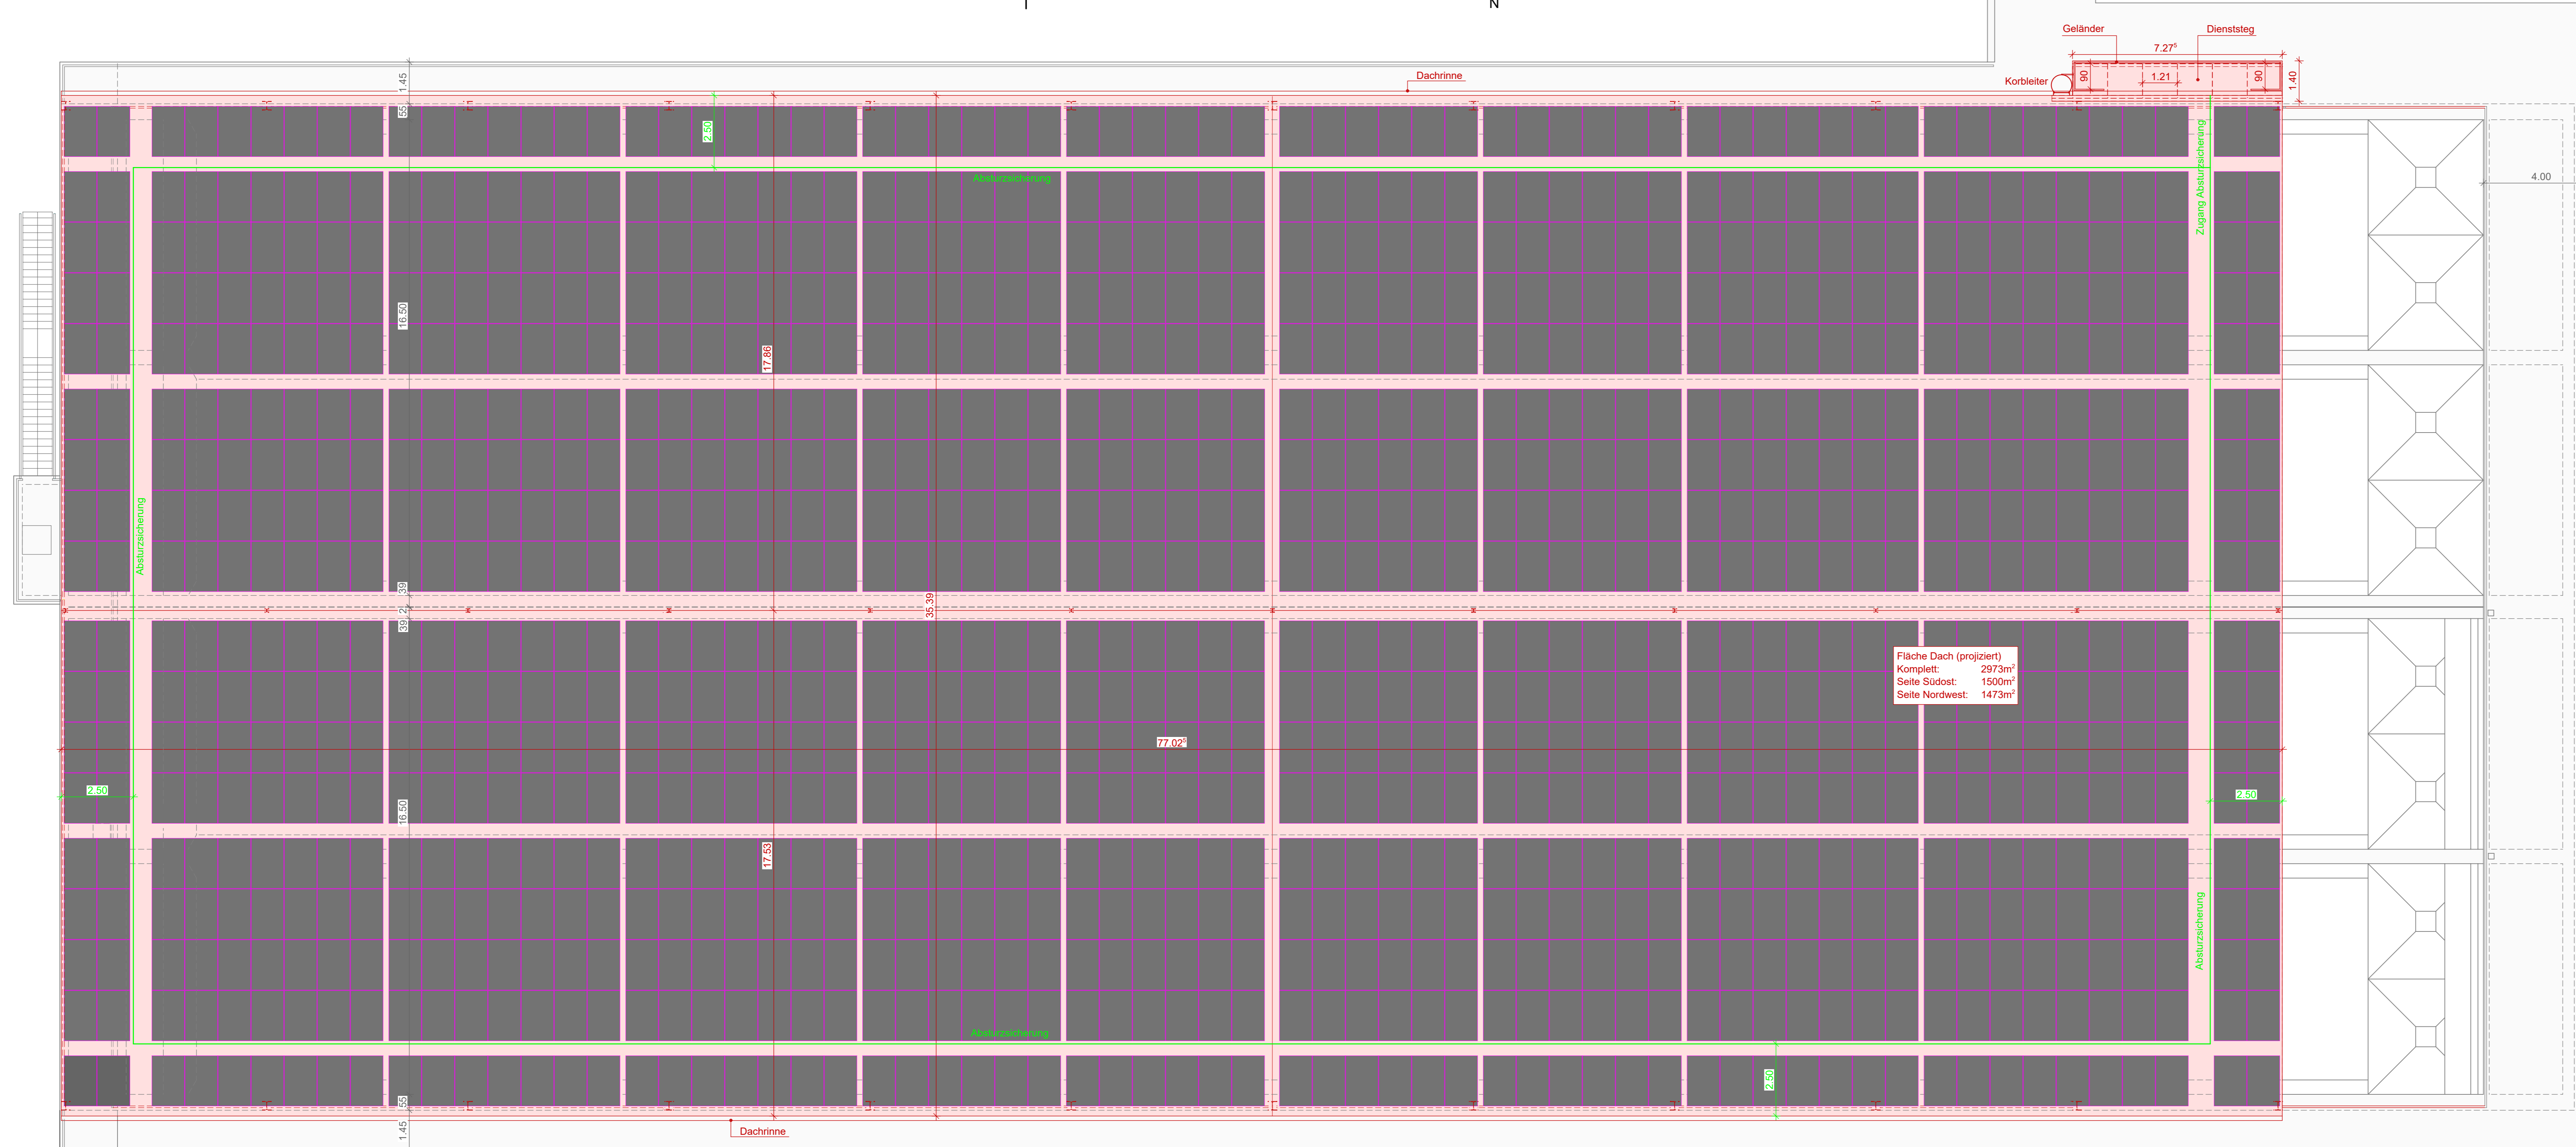 N
Geländer
Dienststeg
7.27⁵
1.45
Dachrinne
Korbleiter
90
1.21
90
1.40
55
2.50
Absturzsicherung
Zugang Absturzsicherung
4.00
16.50
17.86
Absturzsicherung
39
2
39
35.39
Fläche Dach (projiziert)
Komplett: 2973m²
Seite Südost: 1500m²
Seite Nordwest: 1473m²
77.02⁵
2.50
2.50
16.50
17.53
Absturzsicherung
Absturzsicherung
2.50
55
1.45
Dachrinne